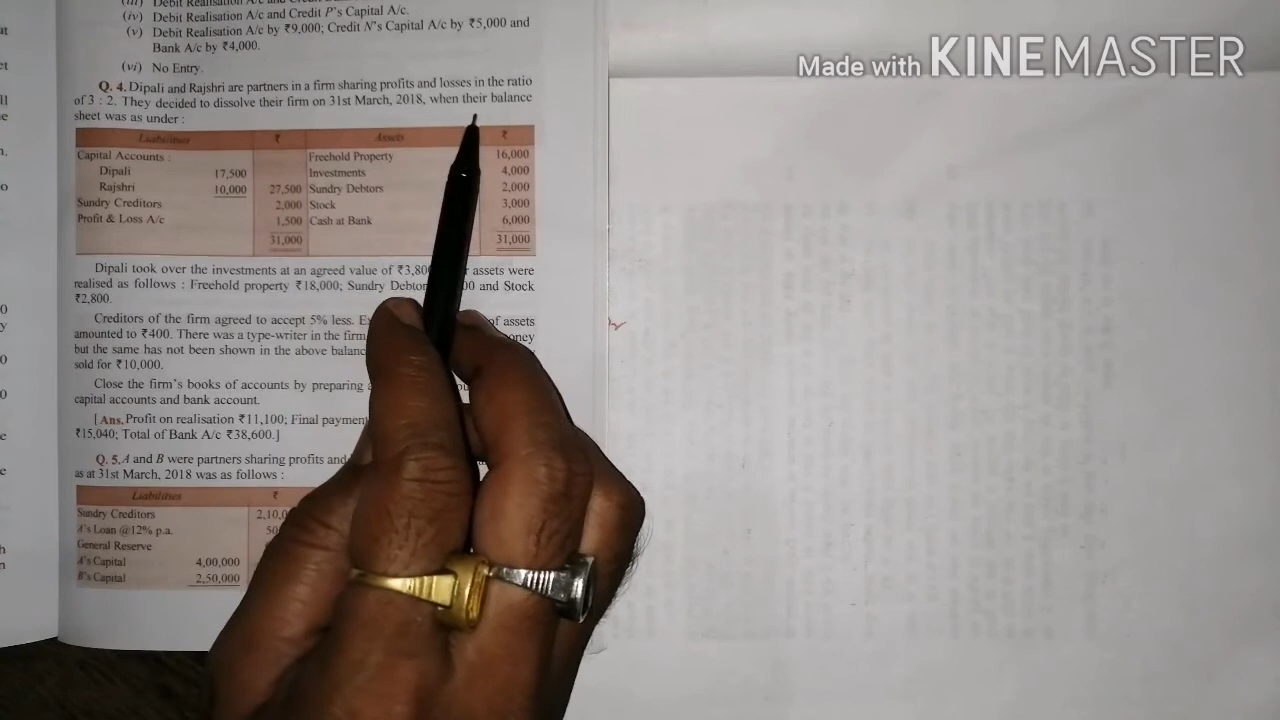 Made with KINEMASTER
(iv) Debit Realisation A/c and Credit P's Capital A/c.
(v) Debit Realisation A/c by ₹9,000; Credit N's Capital A/c by ₹5,000 and
Bank A/c by ₹4,000.
(vi) No Entry.
Q. 4. Dipali and Rajshri are partners in a firm sharing profits and losses in the ratio
of 3 : 2. They decided to dissolve their firm on 31st March, 2018, when their balance
sheet was as under :
Liabilities ₹ Assets ₹
Capital Accounts : Freehold Property 16,000
Dipali 17,500 Investments 4,000
Rajshri 10,000 27,500 Sundry Debtors 2,000
Sundry Creditors 2,000 Stock 3,000
Profit & Loss A/c 1,500 Cash at Bank 6,000
31,000 31,000
Dipali took over the investments at an agreed value of assets were
realised as follows : Freehold property ₹18,000; Sundry and Stock
₹2,800.
Creditors of the firm agreed to accept 5% less. of assets
amounted to ₹400. There was a type-writer in the firm
but the same has not been shown in the above
sold for ₹10,000.
Close the firm's books of accounts by preparing
capital accounts and bank account.
[Ans. Profit on realisation ₹11,100; Final
₹15,040; Total of Bank A/c ₹38,600.]
Q. 5. A and B were partners sharing profits and
as at 31st March, 2018 was as follows :
Liabilities ₹
Sundry Creditors
A's Loan @12% p.a.
General Reserve
A's Capital 4,00,000
B's Capital 2,50,000